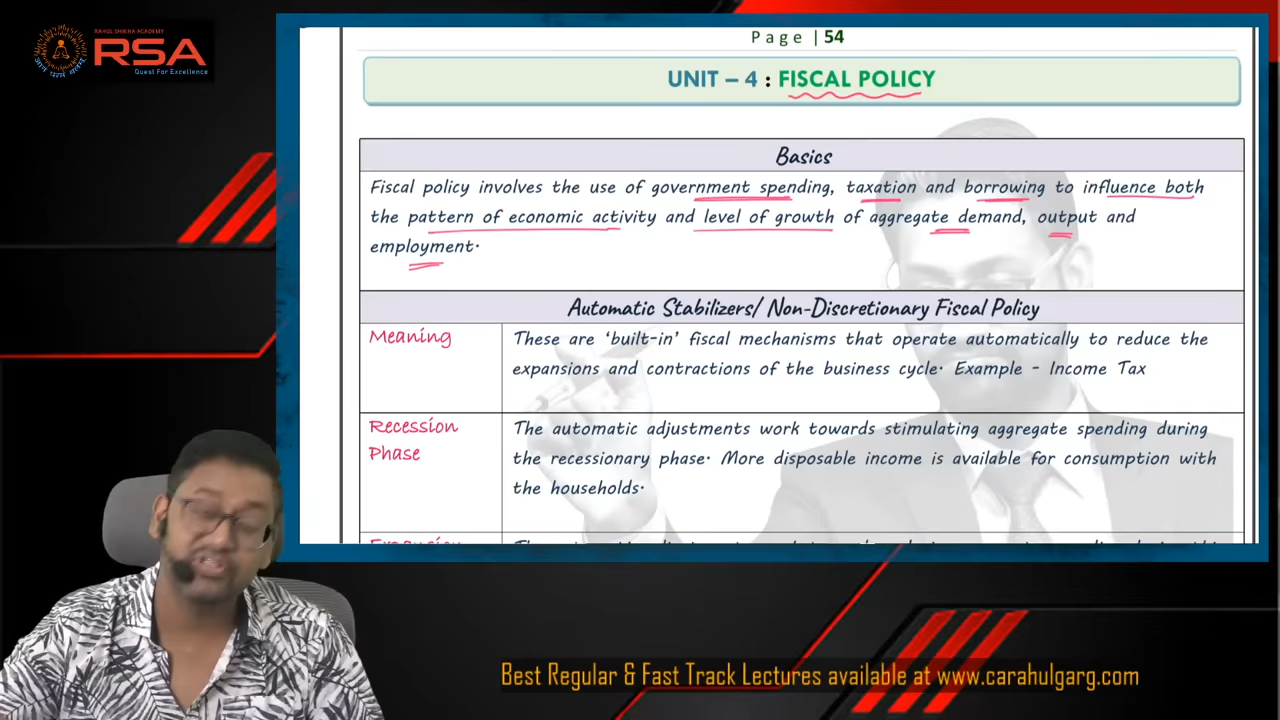 RAHUL SHIKHA ACADEMY
RSA
Quest For Excellence
Page | 54
UNIT – 4 : FISCAL POLICY
Basics
Fiscal policy involves the use of government spending, taxation and borrowing to influence both
the pattern of economic activity and level of growth of aggregate demand, output and
employment.
Automatic Stabilizers/ Non-Discretionary Fiscal Policy
Meaning
These are ‘built-in’ fiscal mechanisms that operate automatically to reduce the
expansions and contractions of the business cycle. Example - Income Tax
Recession
Phase
The automatic adjustments work towards stimulating aggregate spending during
the recessionary phase. More disposable income is available for consumption with
the households.
Best Regular & Fast Track Lectures available at www.carahulgarg.com